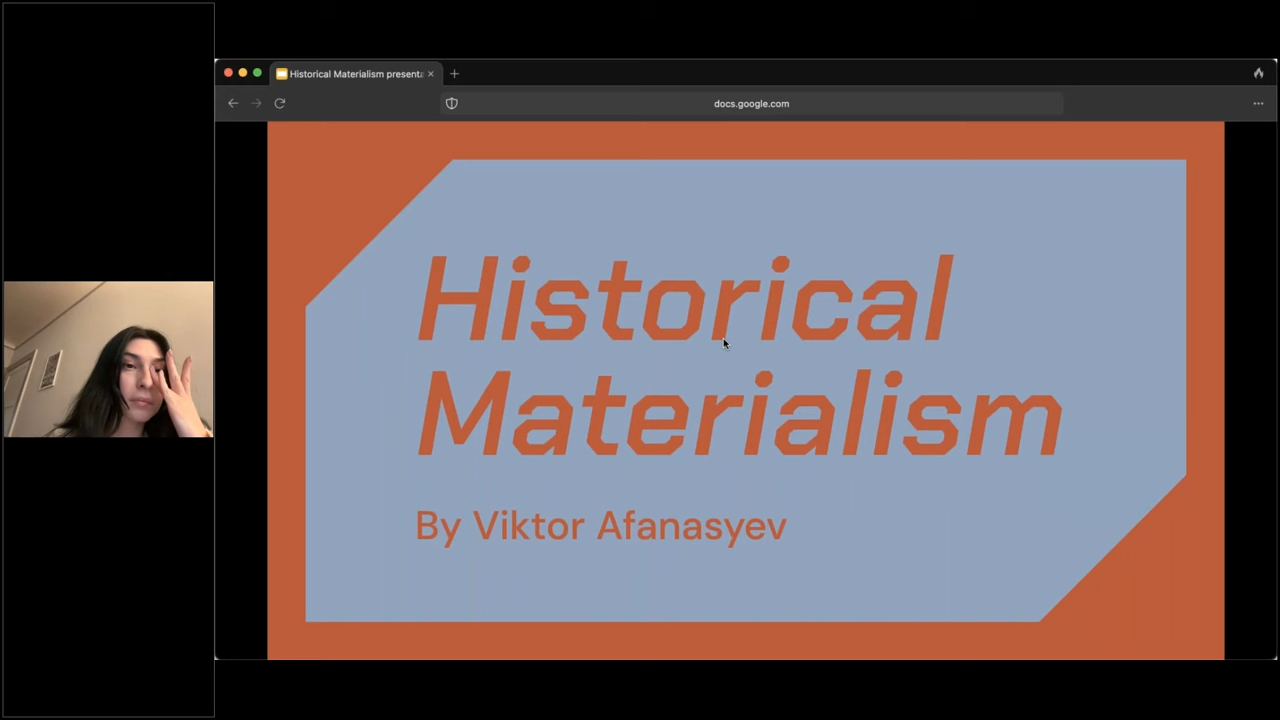 Historical Materialism presenta
docs.google.com
Historical
Materialism
By Viktor Afanasyev